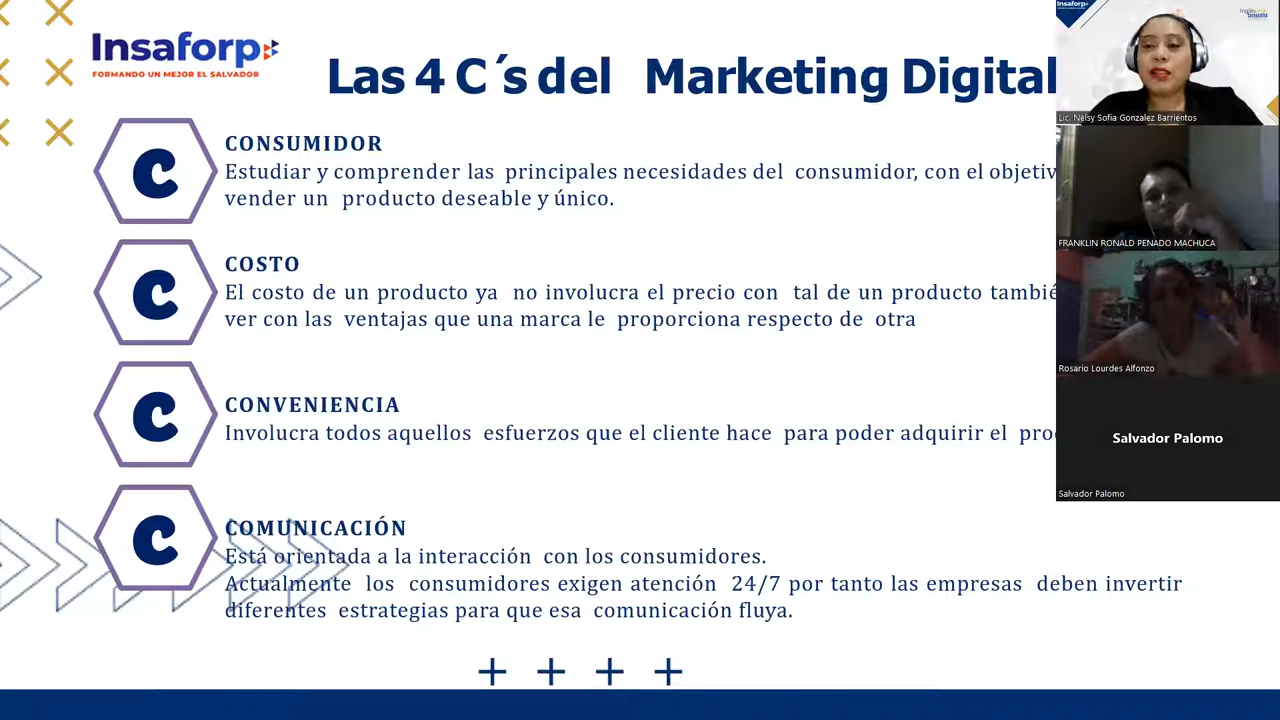 Insaforp
FORMANDO UN MEJOR EL SALVADOR
Las 4 C´s del Marketing Digital
C
CONSUMIDOR
Estudiar y comprender las principales necesidades del consumidor, con el objetiv
vender un producto deseable y único.
C
COSTO
El costo de un producto ya no involucra el precio con tal de un producto tambié
ver con las ventajas que una marca le proporciona respecto de otra
C
CONVENIENCIA
Involucra todos aquellos esfuerzos que el cliente hace para poder adquirir el pro
C
COMUNICACIÓN
Está orientada a la interacción con los consumidores.
Actualmente los consumidores exigen atención 24/7 por tanto las empresas deben invertir
diferentes estrategias para que esa comunicación fluya.
Insaforp
Lic. Nelsy Sofia Gonzalez Barrientos
FRANKLIN RONALD PENADO MACHUCA
Rosario Lourdes Alfonzo
Salvador Palomo
Salvador Palomo